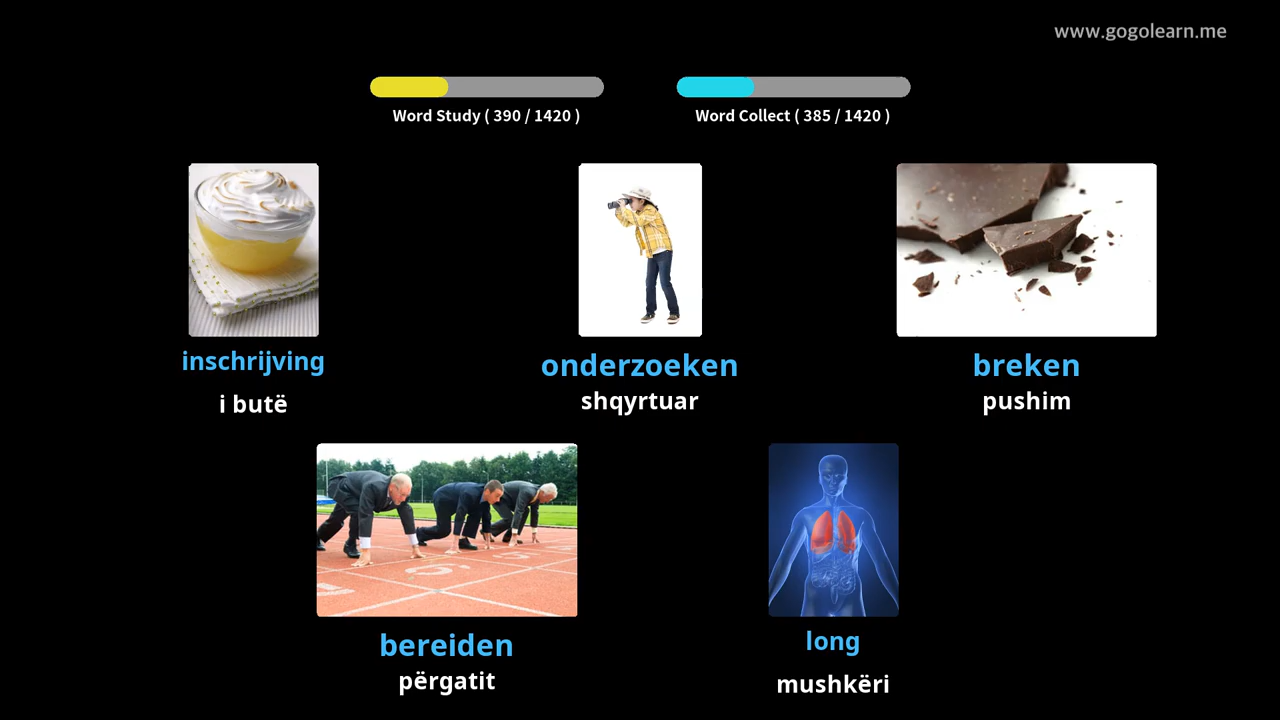 www.gogolearn.me
Word Study ( 390 / 1420 )
Word Collect ( 385 / 1420 )
inschrijving
i butë
onderzoeken
shqyrtuar
breken
pushim
bereiden
përgatit
long
mushkëri